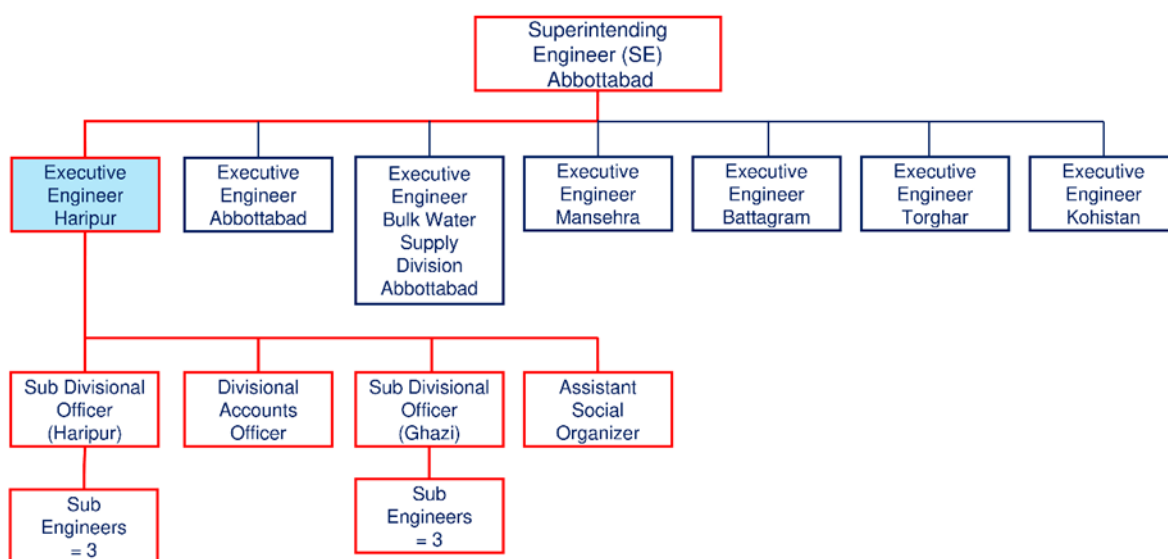 Superintending
Engineer (SE)
Abbottabad
Executive
Engineer
Haripur
Executive
Engineer
Abbottabad
Executive
Engineer
Bulk Water
Supply
Division
Abbottabad
Executive
Engineer
Mansehra
Executive
Engineer
Battagram
Executive
Engineer
Torghar
Executive
Engineer
Kohistan
Sub Divisional
Officer
(Haripur)
Divisional
Accounts
Officer
Sub Divisional
Officer
(Ghazi)
Assistant
Social
Organizer
Sub
Engineers
= 3
Sub
Engineers
= 3